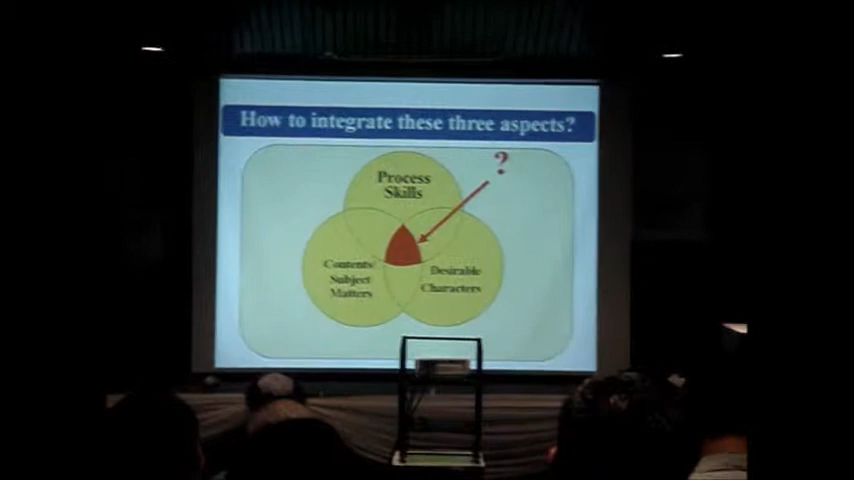 How to integrate these three aspects?
?
Process
Skills
Contents/
Subject
Matters
Desirable
Characters